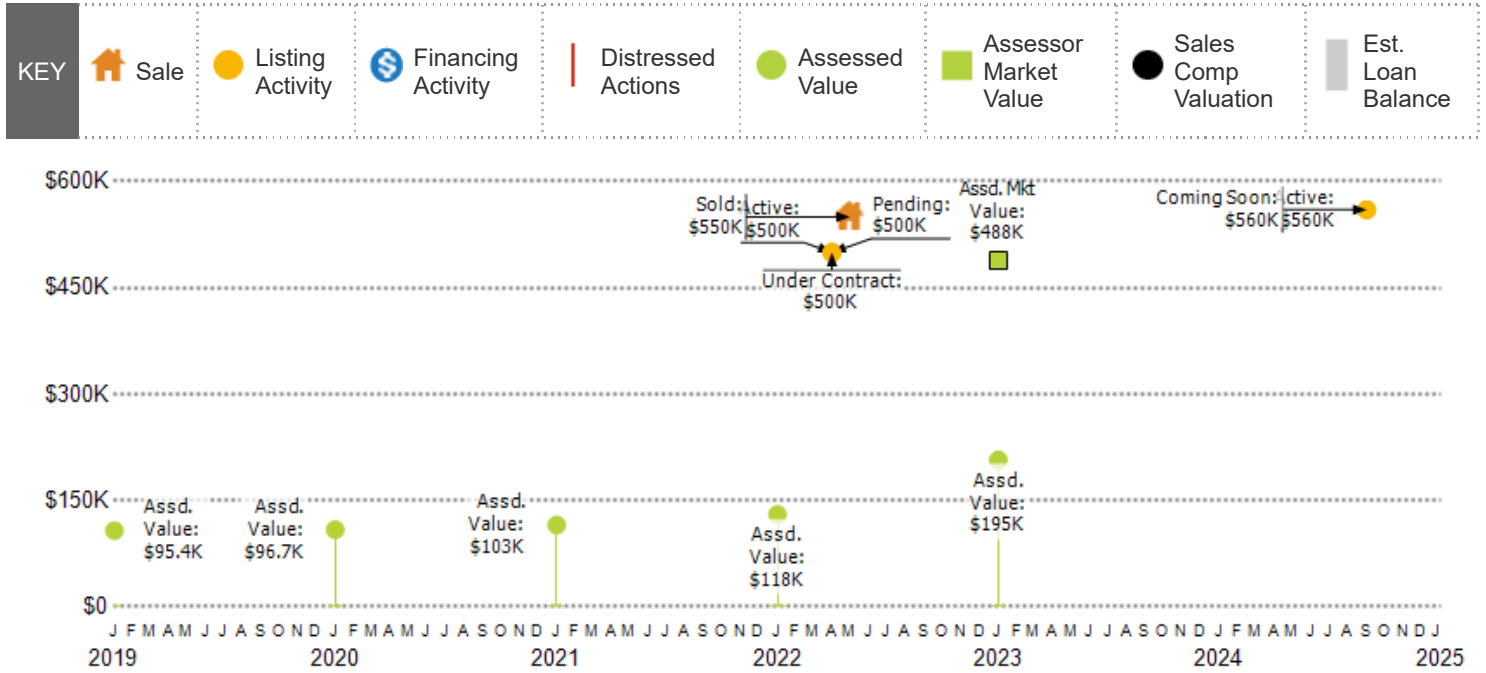 KEY
Sale
Listing
Activity
Financing
Activity
Distressed
Actions
Assessed
Value
Assessor
Market
Value
Sales
Comp
Valuation
Est.
Loan
Balance
$600K
$450K
$300K
$150K
$0
Sold:
$550K
Active:
$500K
Pending:
$500K
Under Contract:
$500K
Assd. Mkt
Value:
$488K
Coming Soon:
$560K
Active:
$560K
Assd.
Value:
$95.4K
Assd.
Value:
$96.7K
Assd.
Value:
$103K
Assd.
Value:
$118K
Assd.
Value:
$195K
J F M A M J J A S O N D J F M A M J J A S O N D J F M A M J J A S O N D J F M A M J J A S O N D J F M A M J J A S O N D J F M A M J J A S O N D J
2019 2020 2021 2022 2023 2024 2025